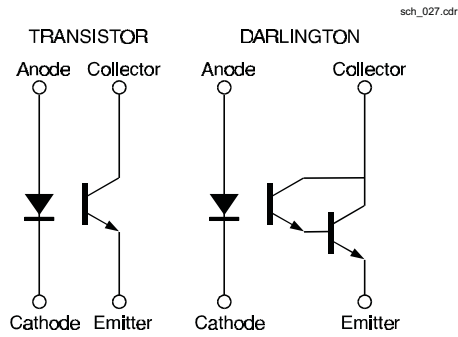 sch_027.cdr
TRANSISTOR DARLINGTON
Anode Collector Anode Collector
Cathode Emitter Cathode Emitter